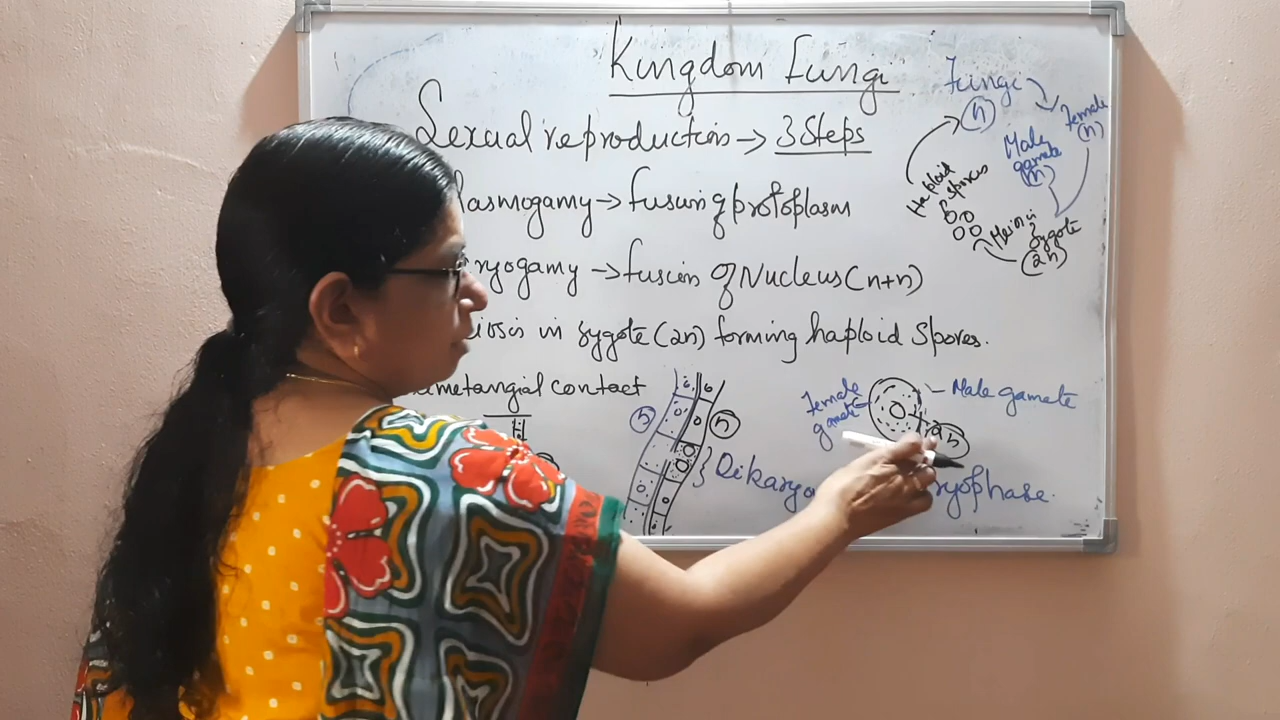 Kingdom Fungi
Sexual reproduction → 3 Steps
lasmogamy → fusion of protoplasm
ryogamy → fusion of Nucleus (n+n)
iosis in zygote (2n) forming haploid Spores.
ametangial contact
Fungi
(n)
Female
(n)
Male
gamete
(n)
Haploid
spores
Meiosis
Zygote
(2n)
n
n
Female
gamete
Male gamete
2n
Dikaryo
ryophase.